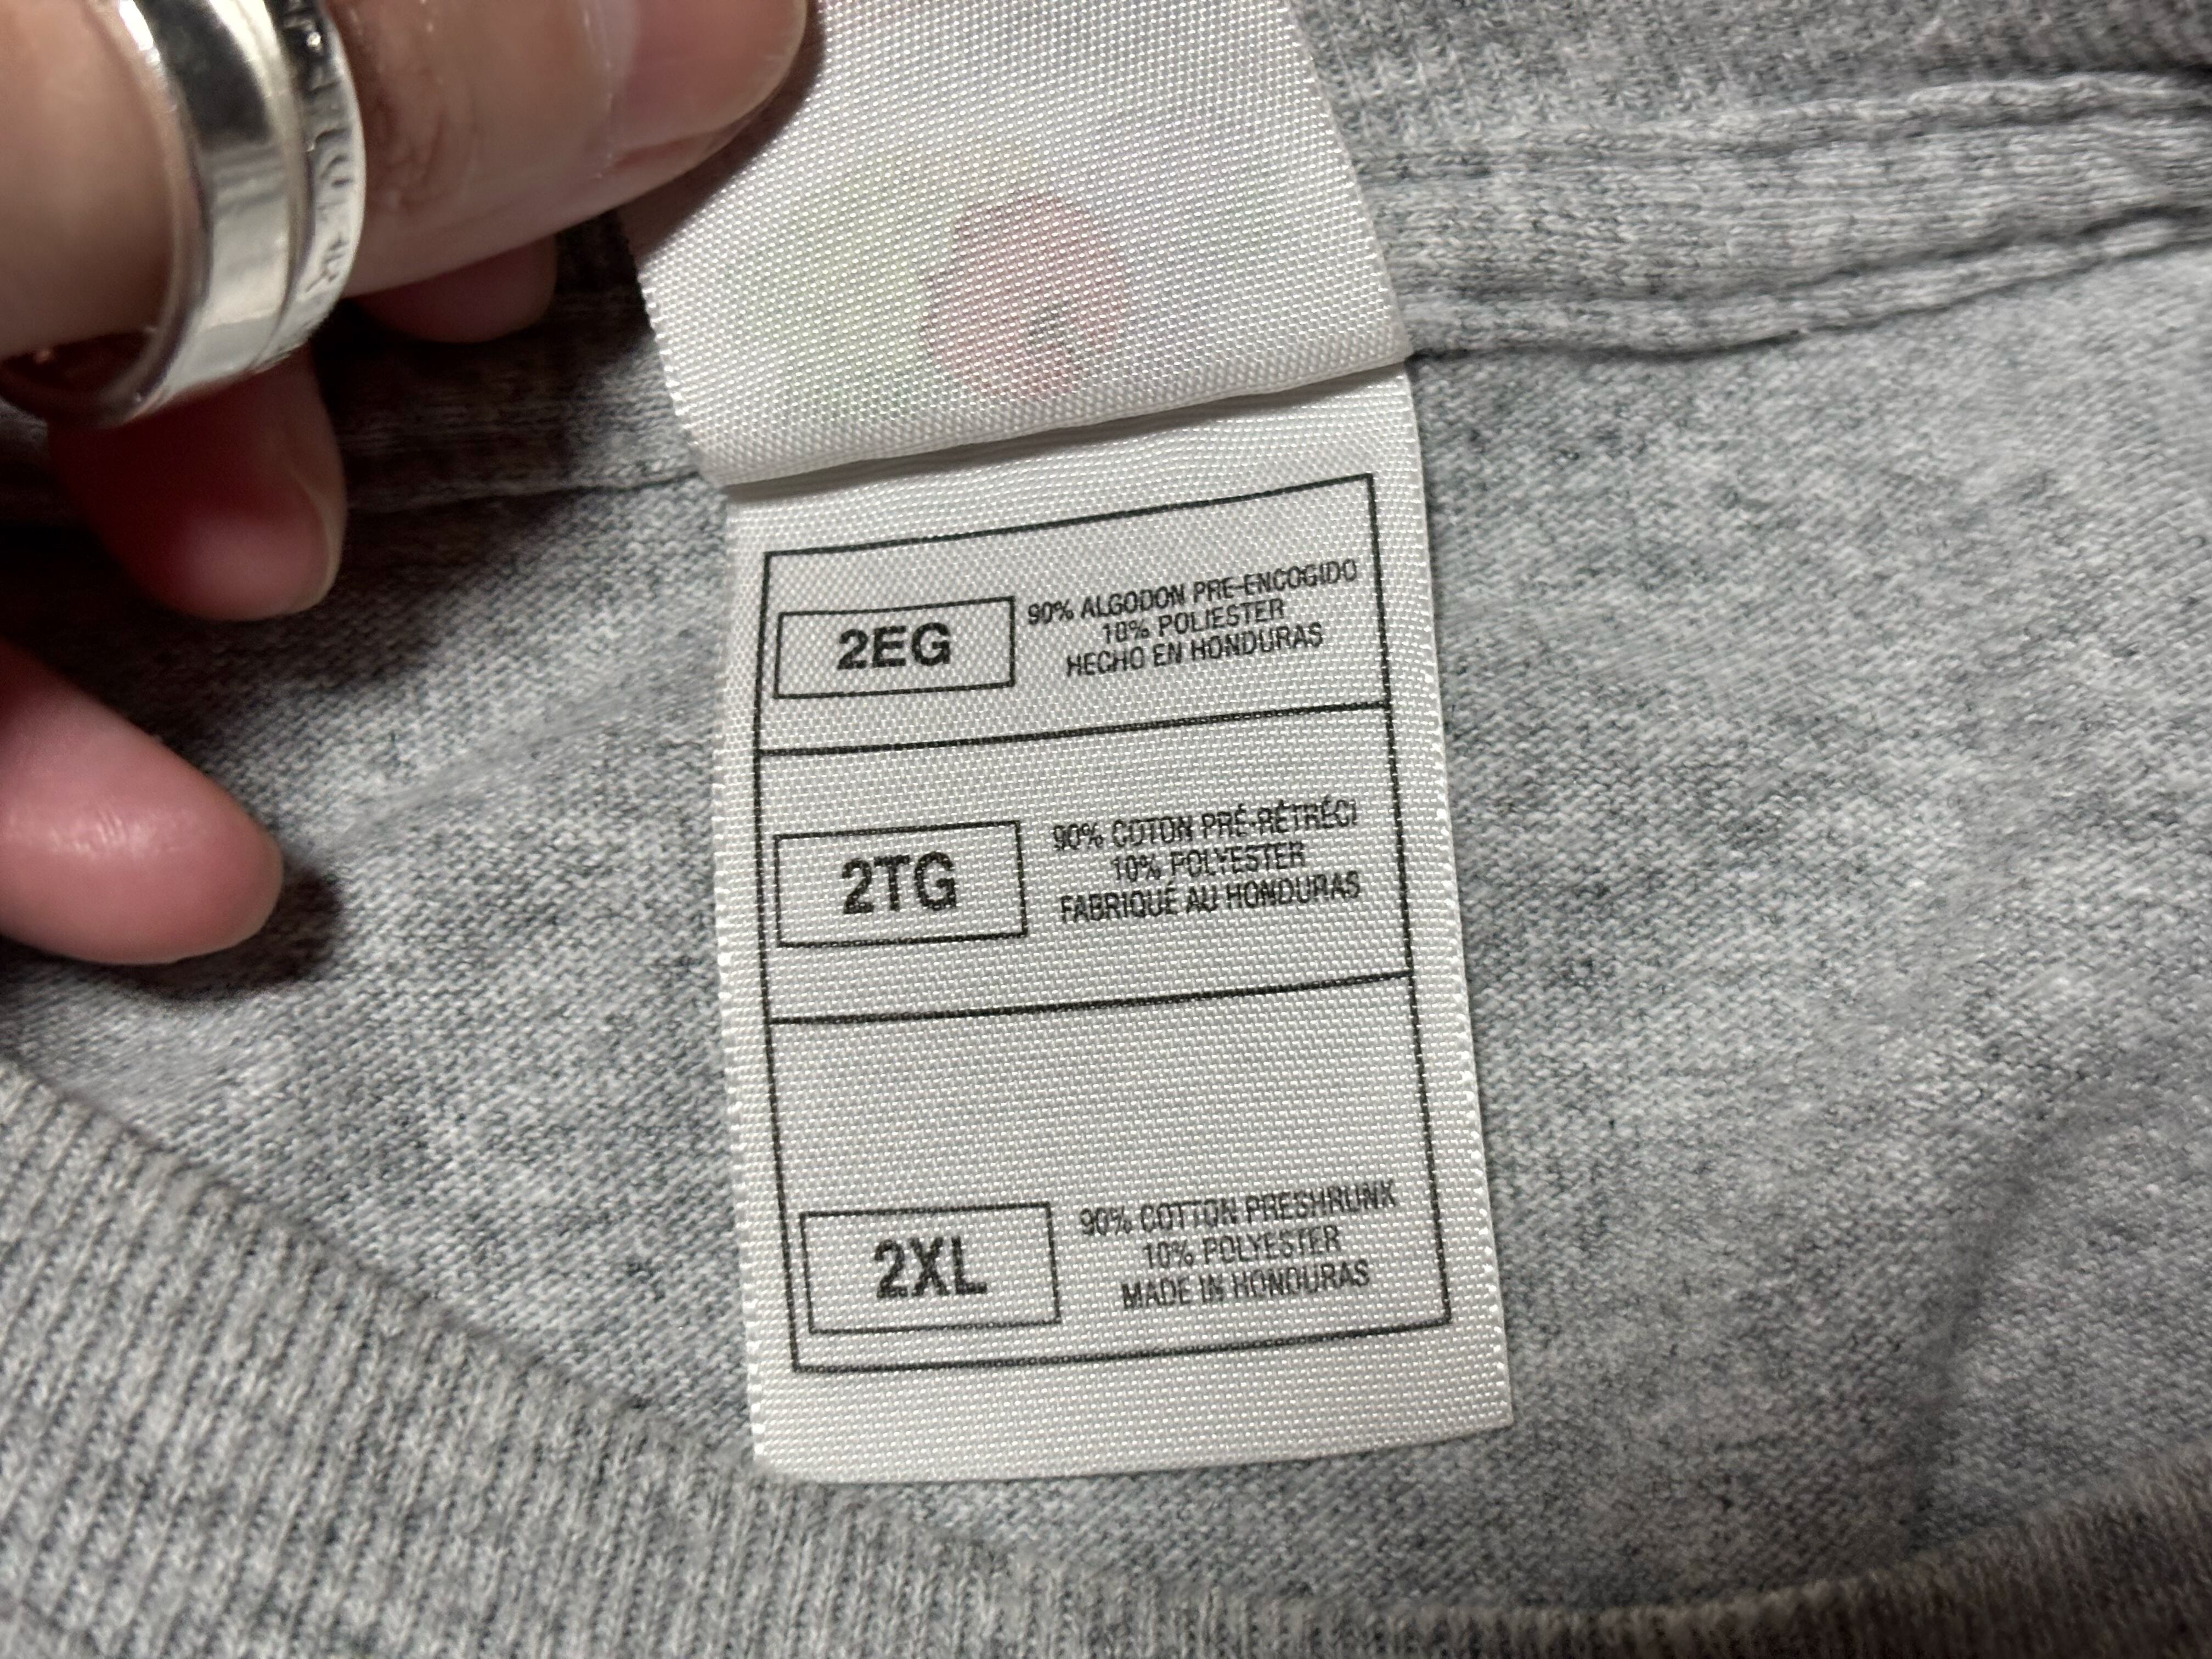 2EG
90% ALGODON PRE-ENCOGIDO
10% POLIESTER
HECHO EN HONDURAS
2TG
90% COTON PRÉ-RÉTRÉCI
10% POLYESTER
FABRIQUÉ AU HONDURAS
2XL
90% COTTON PRESHRUNK
10% POLYESTER
MADE IN HONDURAS